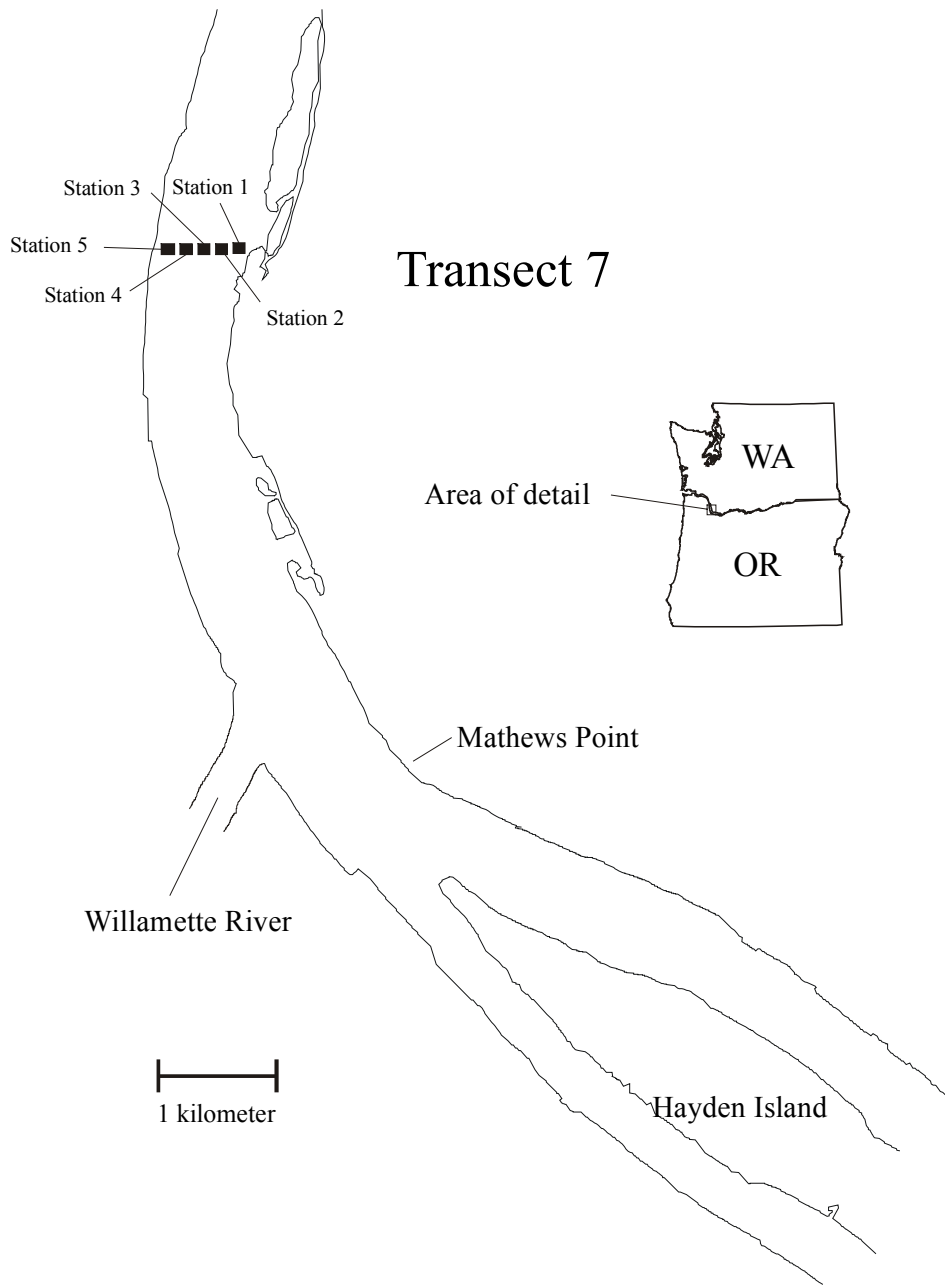 Station 3
Station 1
Station 5
Station 4
Station 2
Transect 7
WA
Area of detail
OR
Mathews Point
Willamette River
1 kilometer
Hayden Island